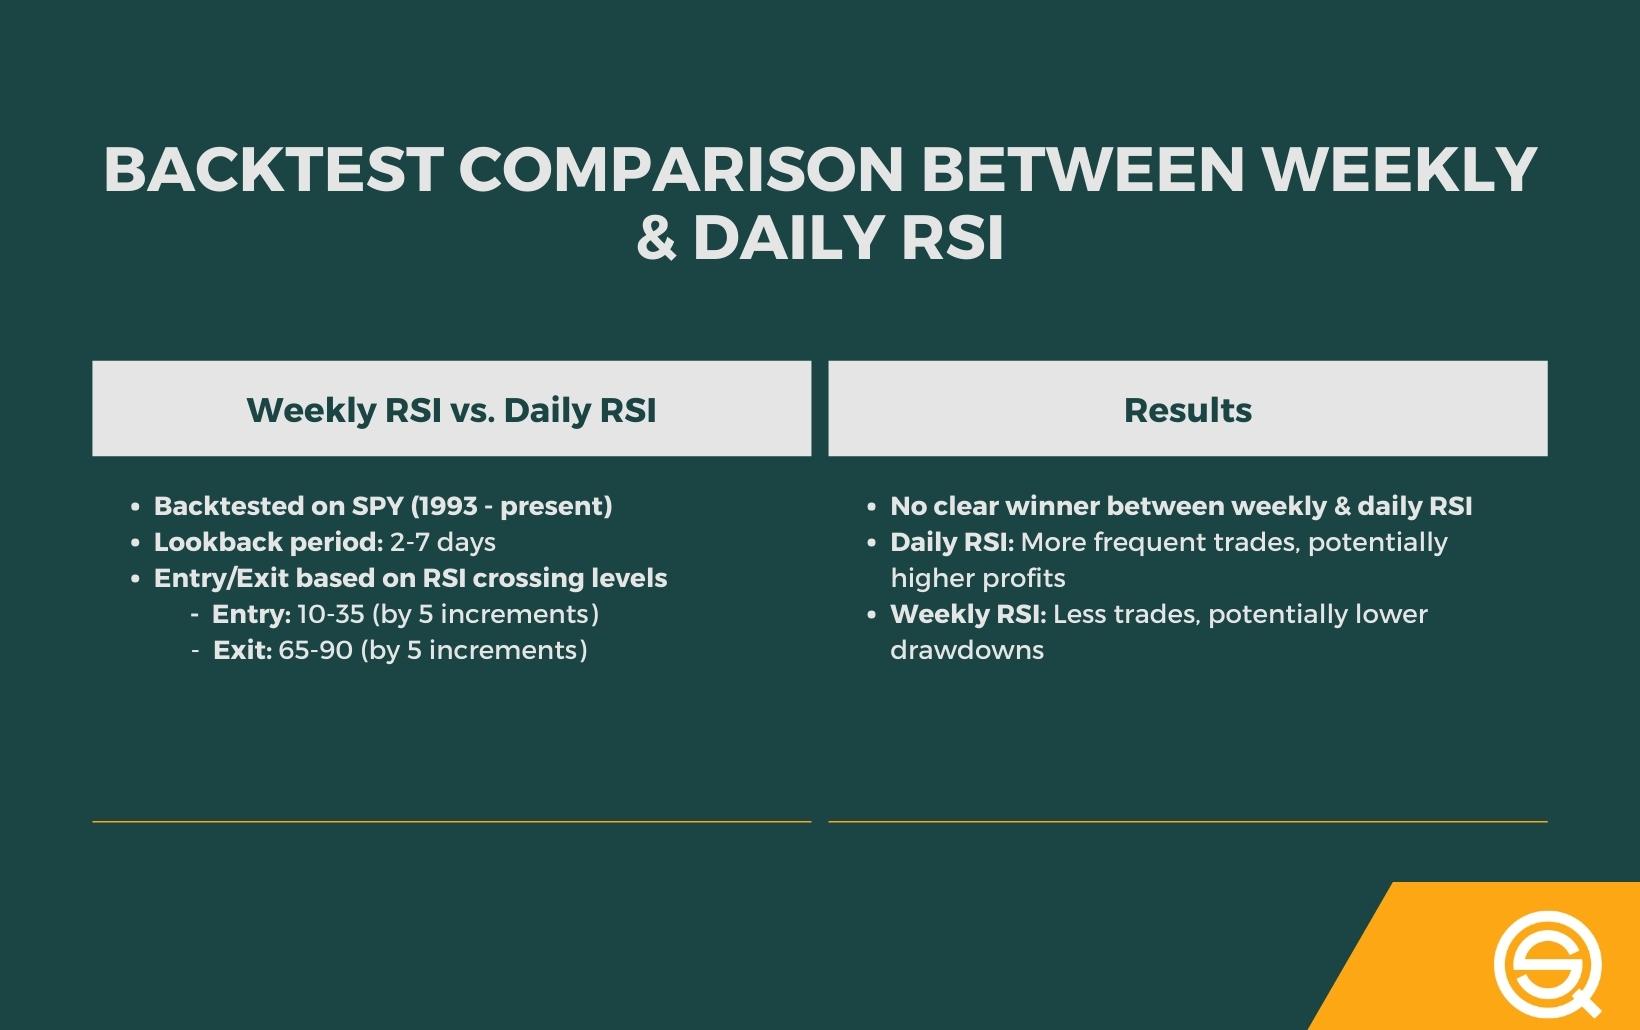 BACKTEST COMPARISON BETWEEN WEEKLY
& DAILY RSI
Weekly RSI vs. Daily RSI
• Backtested on SPY (1993 - present)
• Lookback period: 2-7 days
• Entry/Exit based on RSI crossing levels
- Entry: 10-35 (by 5 increments)
- Exit: 65-90 (by 5 increments)
Results
• No clear winner between weekly & daily RSI
• Daily RSI: More frequent trades, potentially
higher profits
• Weekly RSI: Less trades, potentially lower
drawdowns